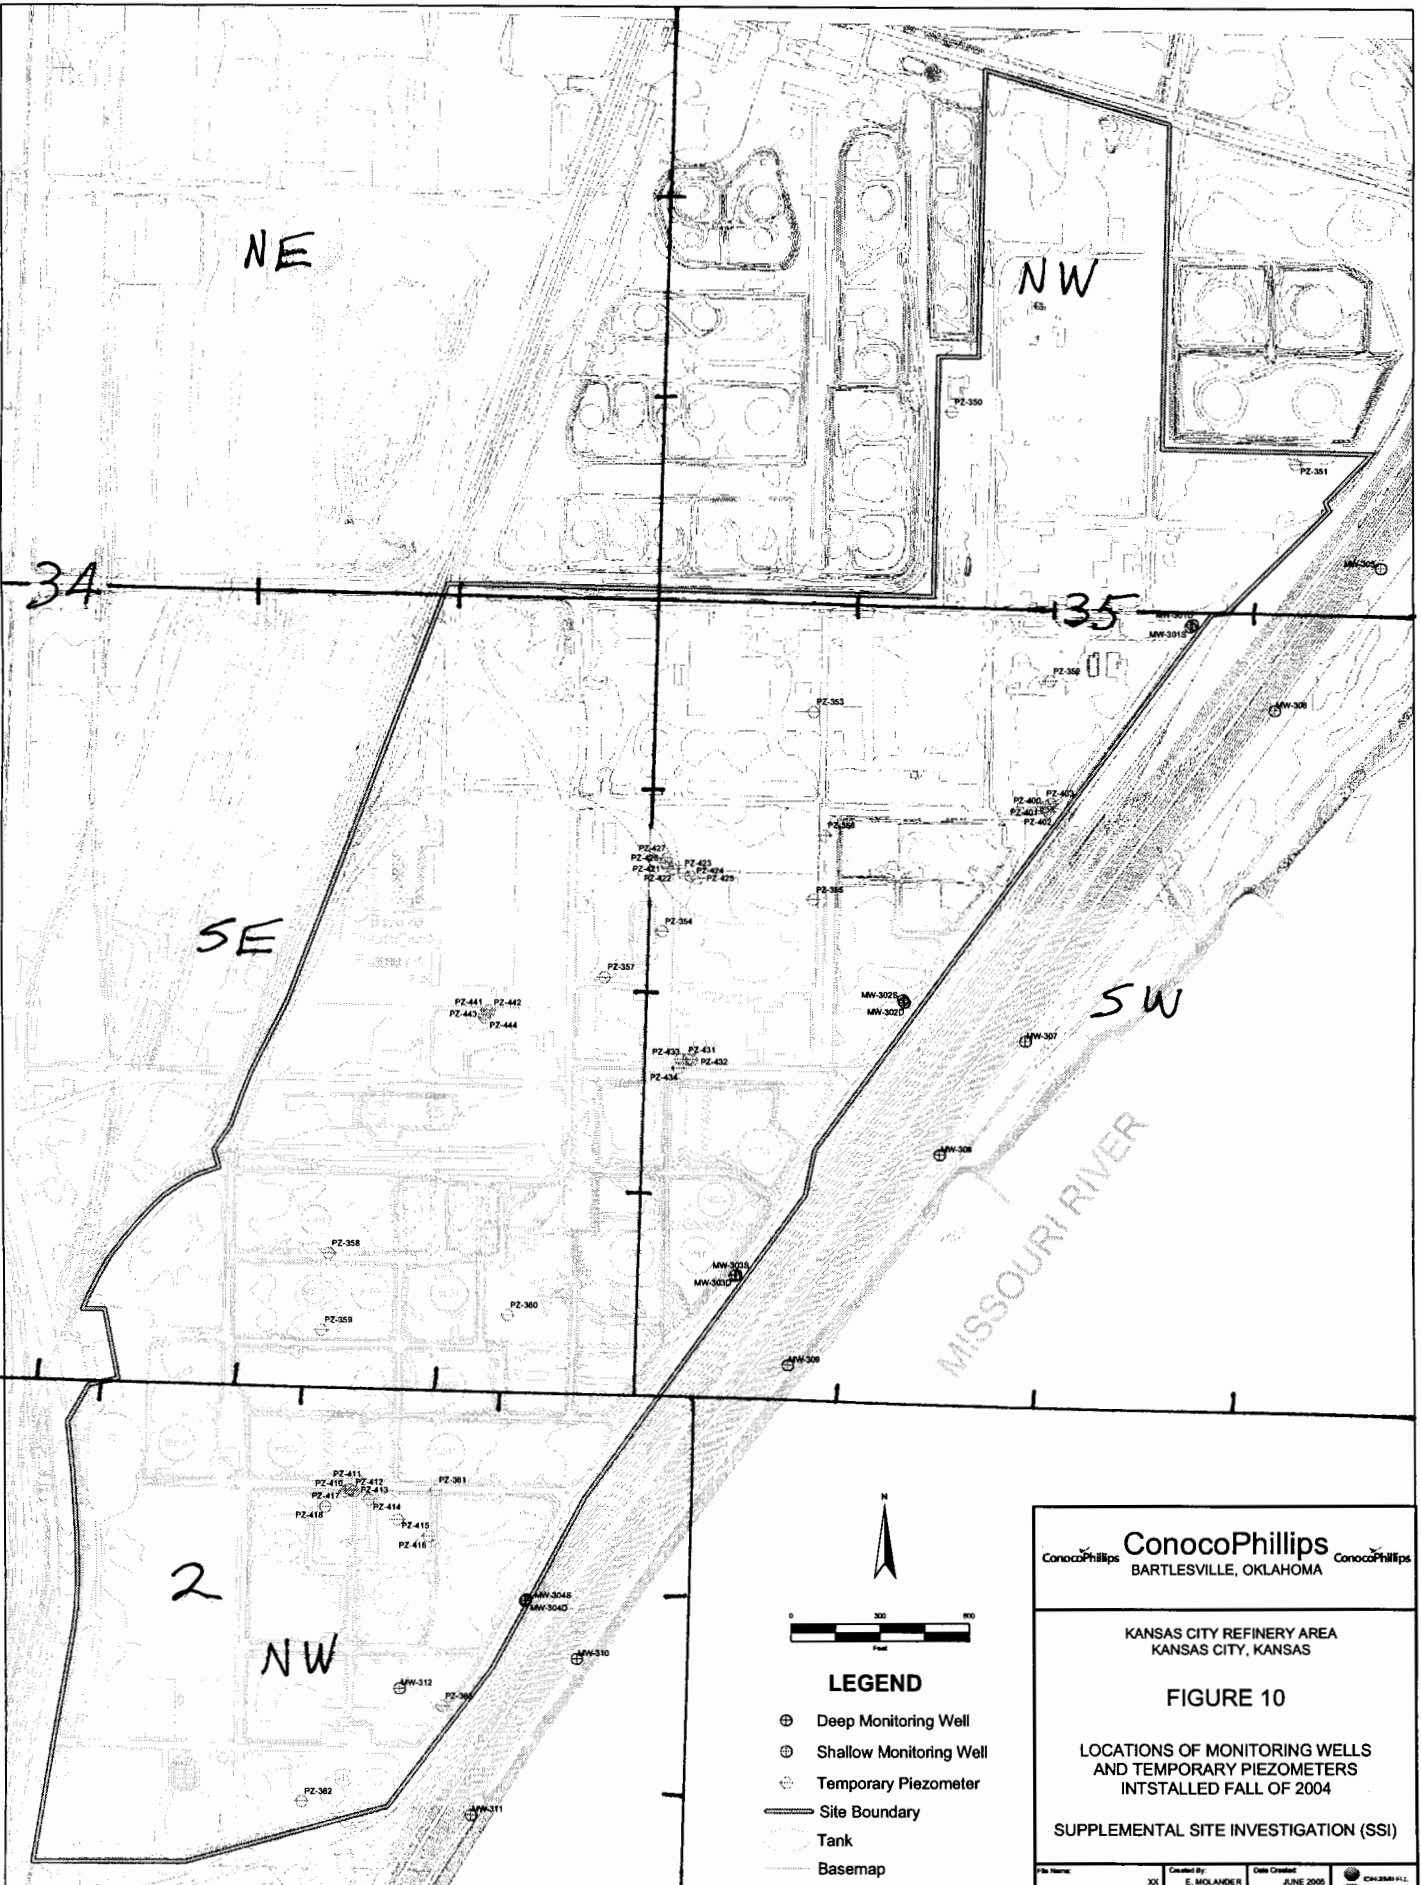 NE
NW
PZ-350
PZ-351
34
35
MW-301S
PZ-353
MW-306
PZ-403
PZ-400
PZ-401
PZ-402
PZ-427
PZ-426
PZ-423
PZ-421
PZ-424
PZ-422
PZ-425
PZ-354
SE
PZ-357
PZ-441
PZ-442
PZ-443
PZ-444
MW-302S
MW-302D
SW
MW-307
PZ-433
PZ-431
PZ-432
PZ-434
MISSOURI RIVER
PZ-358
MW-303S
MW-303D
PZ-360
PZ-359
MW-309
PZ-411
PZ-410
PZ-412
PZ-413
PZ-361
PZ-417
PZ-414
PZ-418
PZ-415
PZ-416
2
MW-304S
MW-304D
NW
MW-310
MW-312
PZ-362
MW-311
N
0 300 600
Feet
LEGEND
Deep Monitoring Well
Shallow Monitoring Well
Temporary Piezometer
Site Boundary
Tank
Basemap
ConocoPhillips ConocoPhillips ConocoPhillips
BARTLESVILLE, OKLAHOMA
KANSAS CITY REFINERY AREA
KANSAS CITY, KANSAS
FIGURE 10
LOCATIONS OF MONITORING WELLS
AND TEMPORARY PIEZOMETERS
INTSTALLED FALL OF 2004
SUPPLEMENTAL SITE INVESTIGATION (SSI)
File Name: XX
Created By: E. MOLANDER
Date Created: JUNE 2005
CH2MHILL